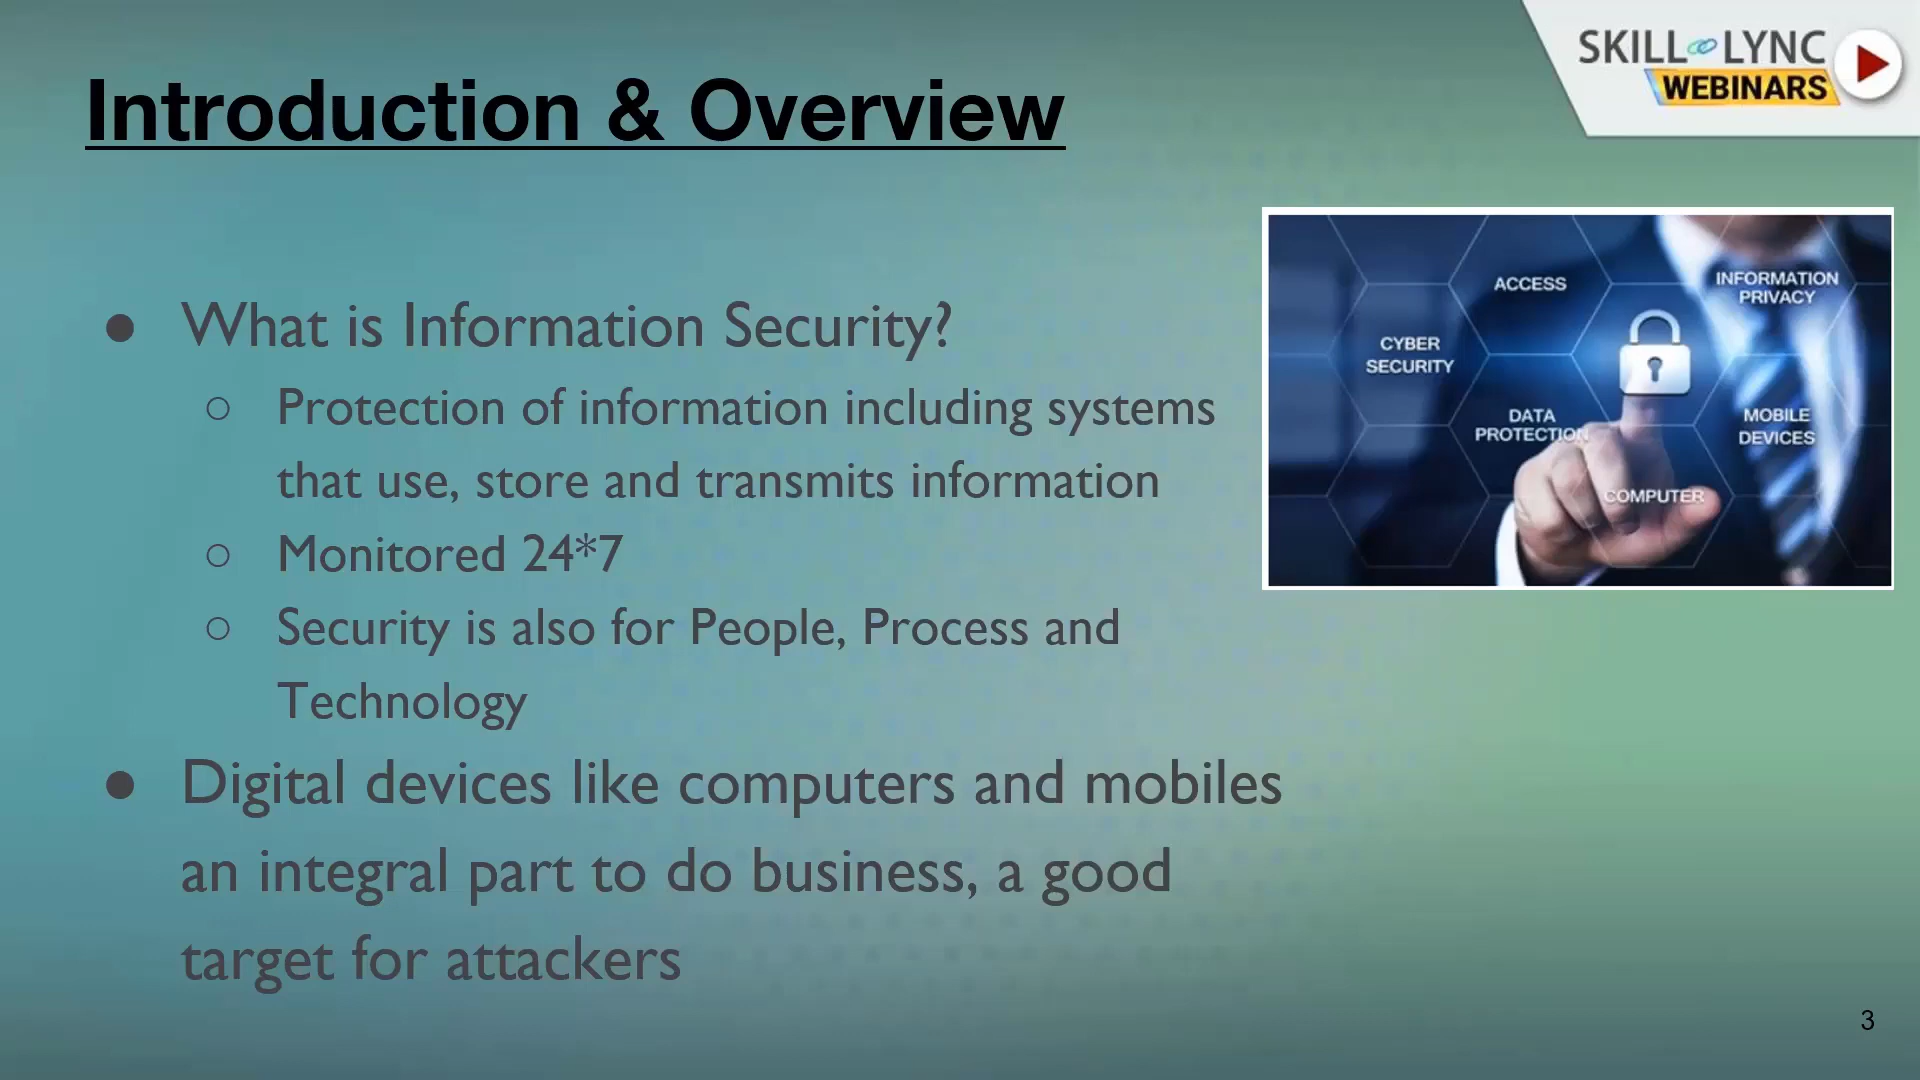 SKILL LYNC
WEBINARS
Introduction & Overview
● What is Information Security?
○ Protection of information including systems
that use, store and transmits information
○ Monitored 24*7
○ Security is also for People, Process and
Technology
● Digital devices like computers and mobiles
an integral part to do business, a good
target for attackers
ACCESS
INFORMATION
PRIVACY
CYBER
SECURITY
DATA
PROTECTION
MOBILE
DEVICES
COMPUTER
3